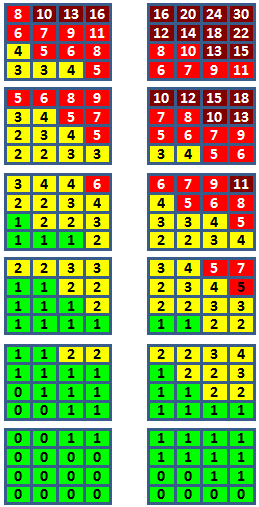 8 10 13 16
6 7 9 11
4 5 6 8
3 3 4 5
16 20 24 30
12 14 18 22
8 10 13 15
6 7 9 11
5 6 8 9
3 4 5 7
2 3 4 5
2 2 3 3
10 12 15 18
7 8 10 13
5 6 7 9
3 4 5 6
3 4 4 6
2 2 3 4
1 2 2 3
1 1 1 2
6 7 9 11
4 5 6 8
3 3 4 5
2 2 3 4
2 2 3 3
1 1 2 2
1 1 1 2
1 1 1 1
3 4 5 7
2 3 4 5
2 2 3 3
1 1 2 2
1 1 2 2
1 1 1 1
0 1 1 1
0 0 1 1
2 2 3 4
1 2 2 3
1 1 2 2
1 1 1 1
0 0 1 1
0 0 0 0
0 0 0 0
0 0 0 0
1 1 1 1
1 1 1 1
0 0 1 1
0 0 0 0